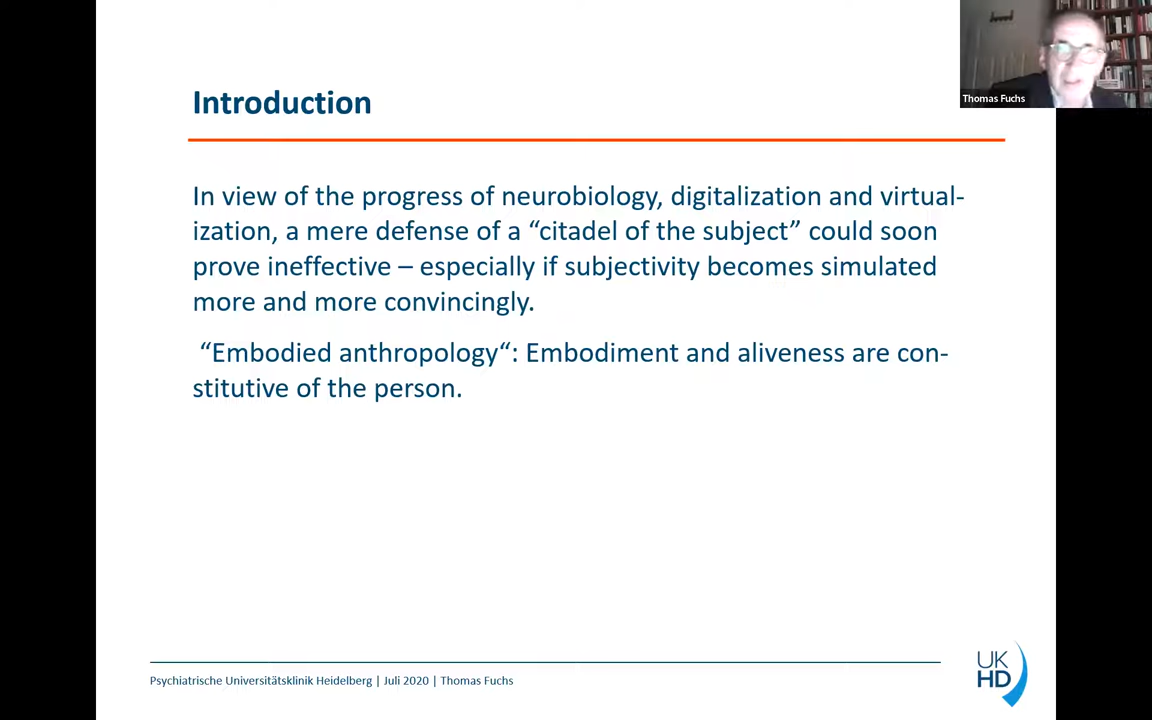 Thomas Fuchs
Introduction
In view of the progress of neurobiology, digitalization and virtual-
ization, a mere defense of a “citadel of the subject” could soon
prove ineffective – especially if subjectivity becomes simulated
more and more convincingly.
“Embodied anthropology“: Embodiment and aliveness are con-
stitutive of the person.
Psychiatrische Universitätsklinik Heidelberg | Juli 2020 | Thomas Fuchs
UK
HD